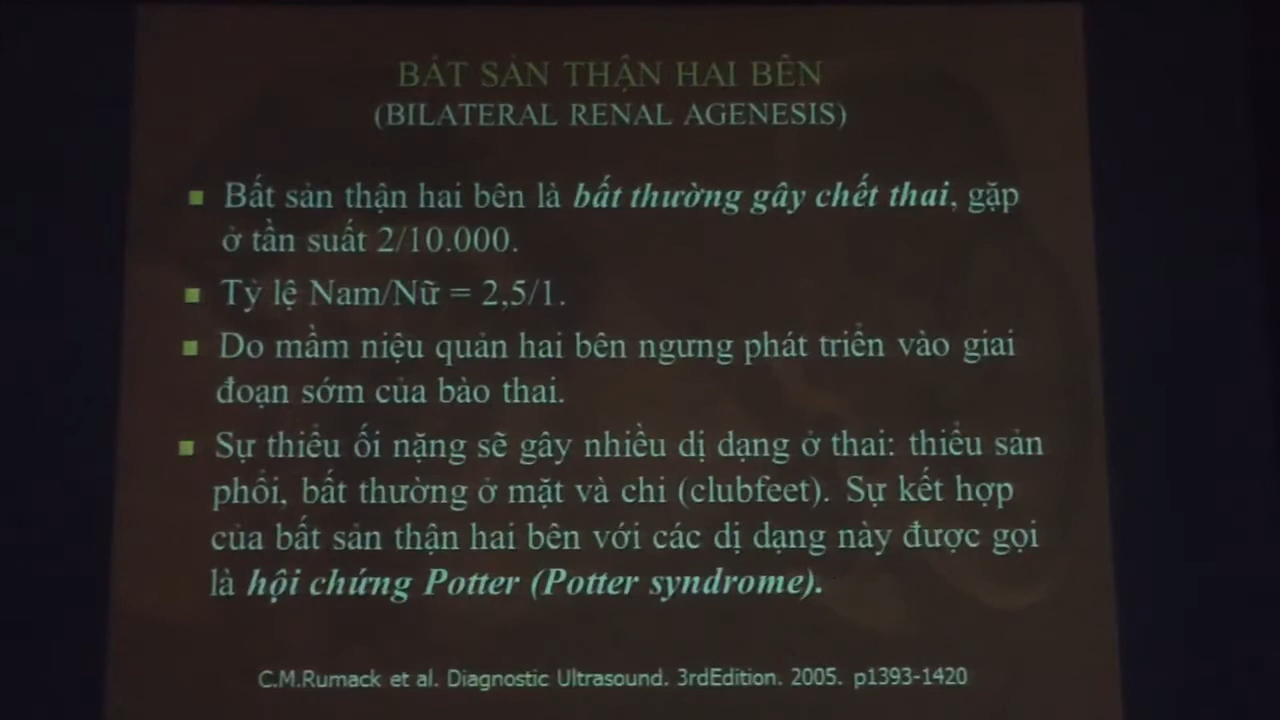 BẤT SẢN THẬN HAI BÊN
(BILATERAL RENAL AGENESIS)
Bất sản thận hai bên là bất thường gây chết thai, gặp
ở tần suất 2/10.000.
Tỷ lệ Nam/Nữ = 2,5/1.
Do mầm niệu quản hai bên ngưng phát triển vào giai
đoạn sớm của bào thai.
Sự thiểu ối nặng sẽ gây nhiều dị dạng ở thai: thiểu sản
phổi, bất thường ở mặt và chi (clubfeet). Sự kết hợp
của bất sản thận hai bên với các dị dạng này được gọi
là hội chứng Potter (Potter syndrome).
C.M.Rumack et al. Diagnostic Ultrasound. 3rdEdition. 2005. p1393-1420